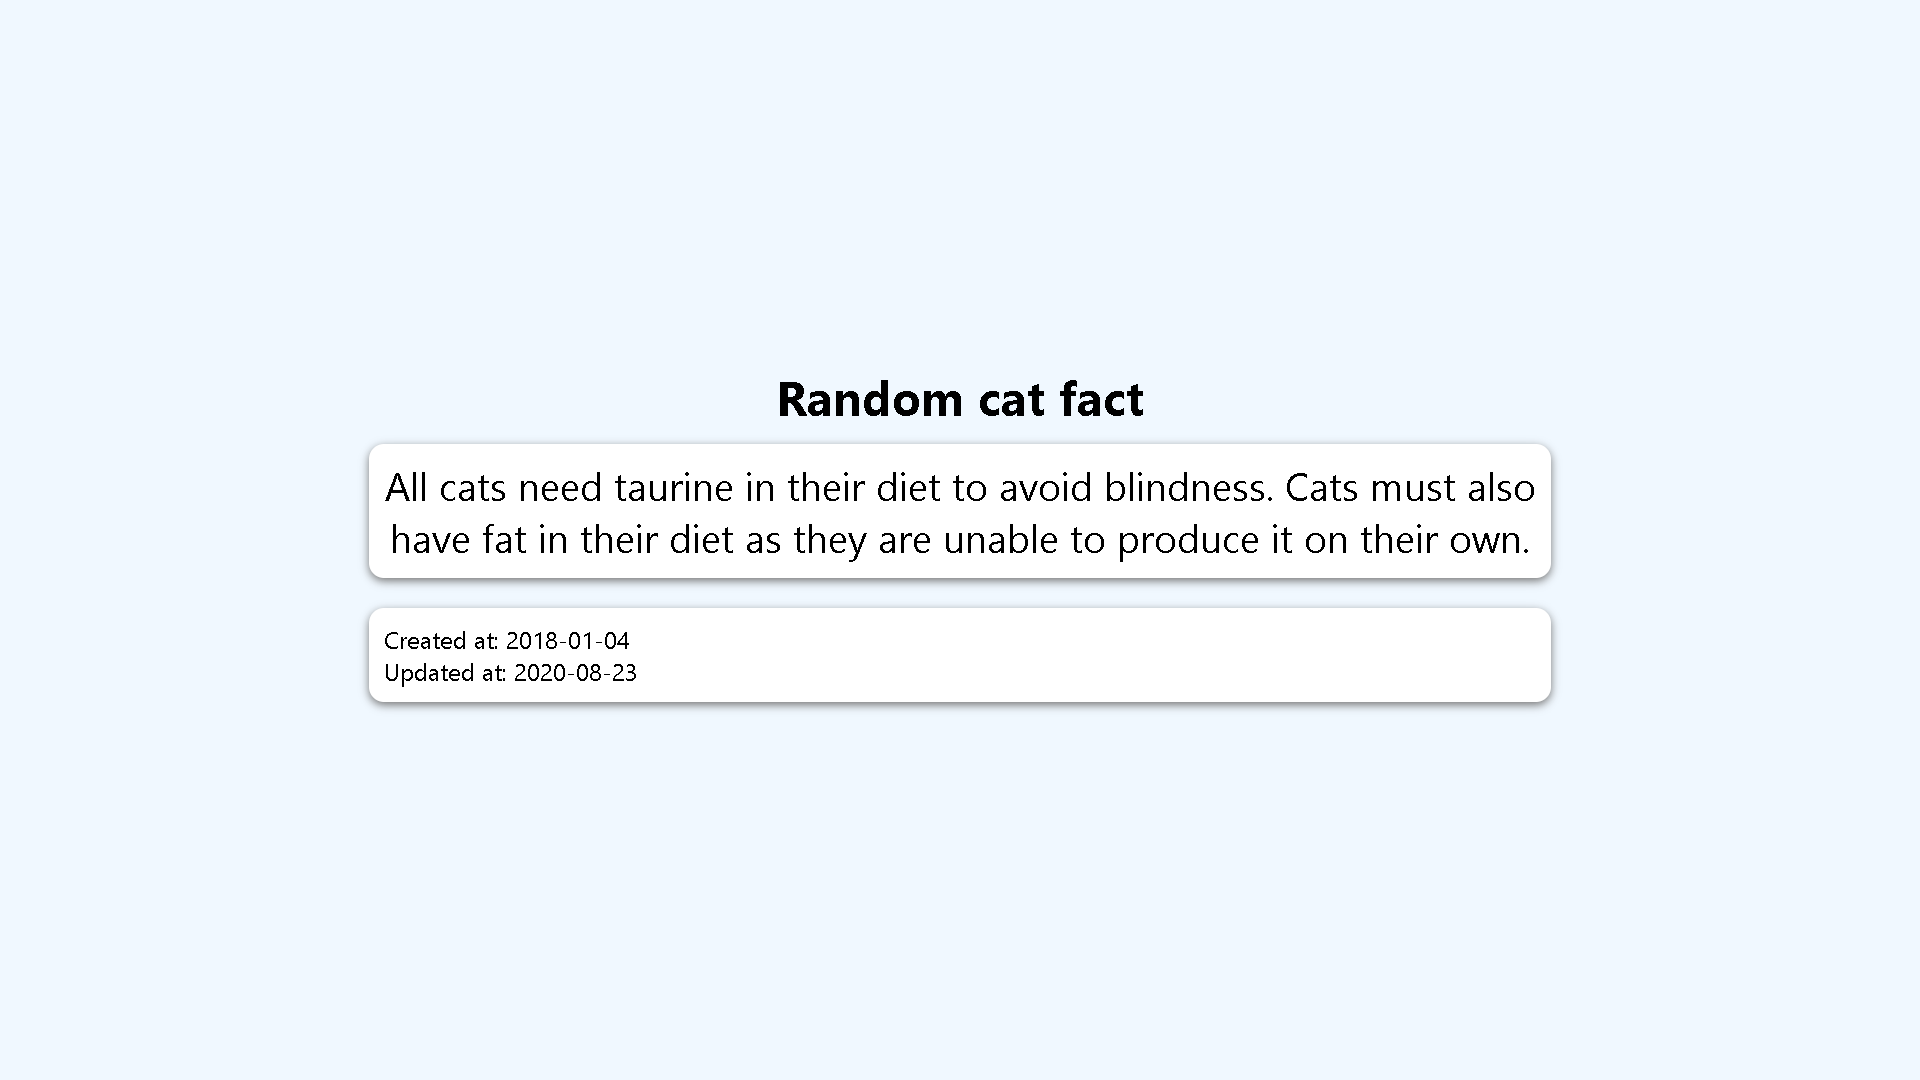 Random cat fact
All cats need taurine in their diet to avoid blindness. Cats must also
have fat in their diet as they are unable to produce it on their own.
Created at: 2018-01-04
Updated at: 2020-08-23